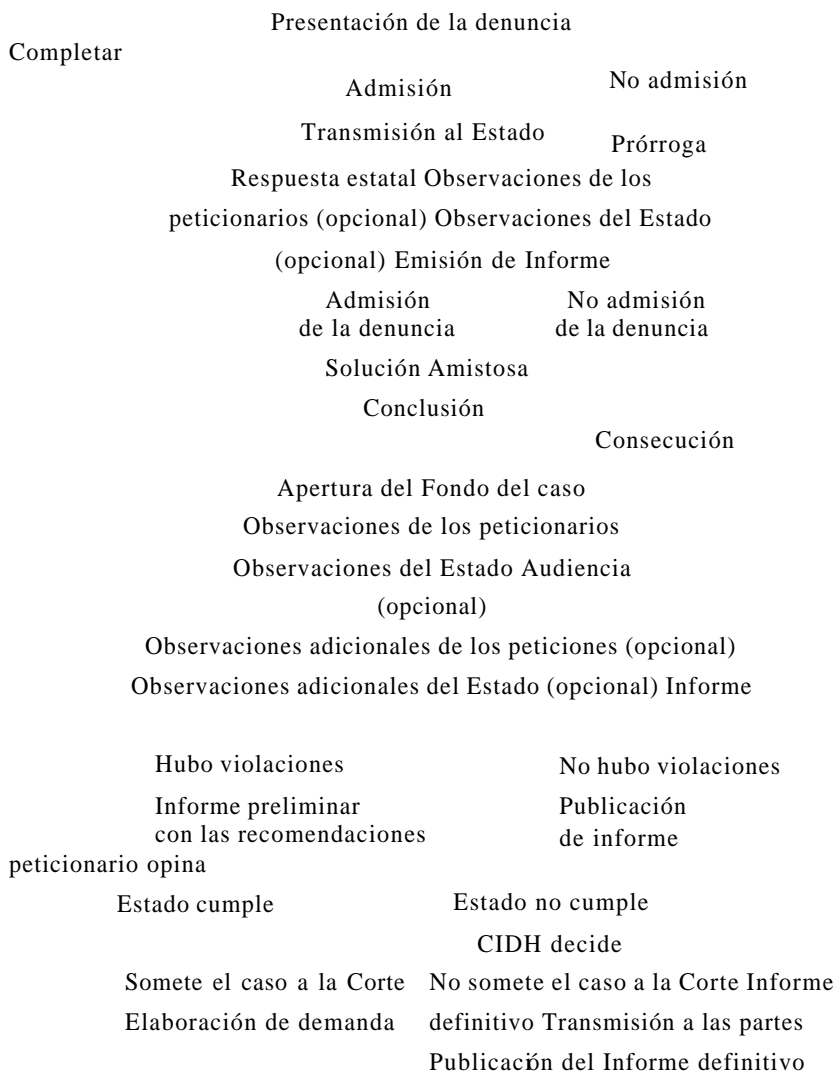 Presentación de la denuncia
Completar
Admisión
No admisión
Transmisión al Estado
Prórroga
Respuesta estatal Observaciones de los
peticionarios (opcional) Observaciones del Estado
(opcional) Emisión de Informe
Admisión
de la denuncia
No admisión
de la denuncia
Solución Amistosa
Conclusión
Consecución
Apertura del Fondo del caso
Observaciones de los peticionarios
Observaciones del Estado Audiencia
(opcional)
Observaciones adicionales de los peticiones (opcional)
Observaciones adicionales del Estado (opcional) Informe
Hubo violaciones
No hubo violaciones
Informe preliminar
con las recomendaciones
Publicación
de informe
peticionario opina
Estado cumple
Estado no cumple
CIDH decide
Somete el caso a la Corte
Elaboración de demanda
No somete el caso a la Corte Informe
definitivo Transmisión a las partes
Publicación del Informe definitivo